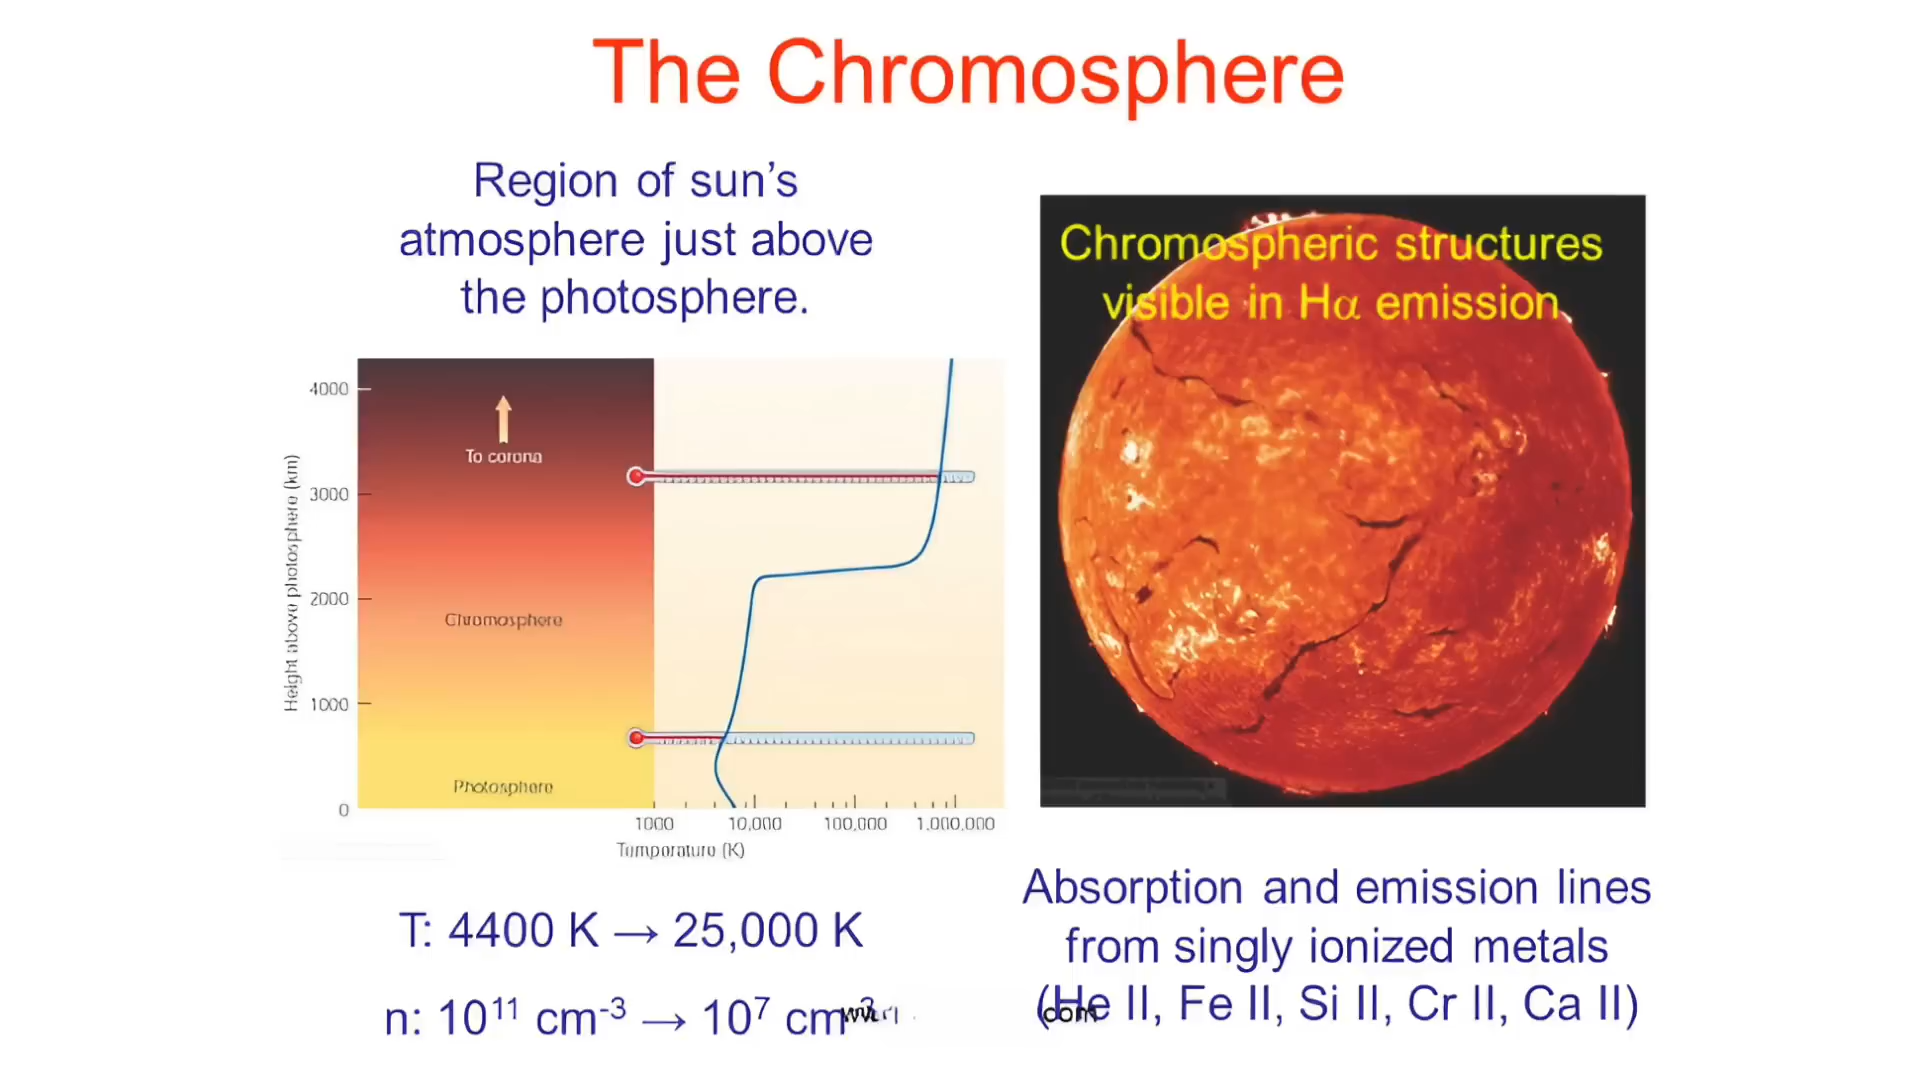 The Chromosphere
Region of sun's
atmosphere just above
the photosphere.
Chromospheric structures
visible in Hα emission
Height above photosphere (km)
4000
3000
2000
1000
0
To corona
Chromosphere
Photosphere
1000 10,000 100,000 1,000,000
Temperature (K)
T: 4400 K → 25,000 K
n: 10¹¹ cm⁻³ → 10⁷ cm⁻³
Absorption and emission lines
from singly ionized metals
(He II, Fe II, Si II, Cr II, Ca II)
com